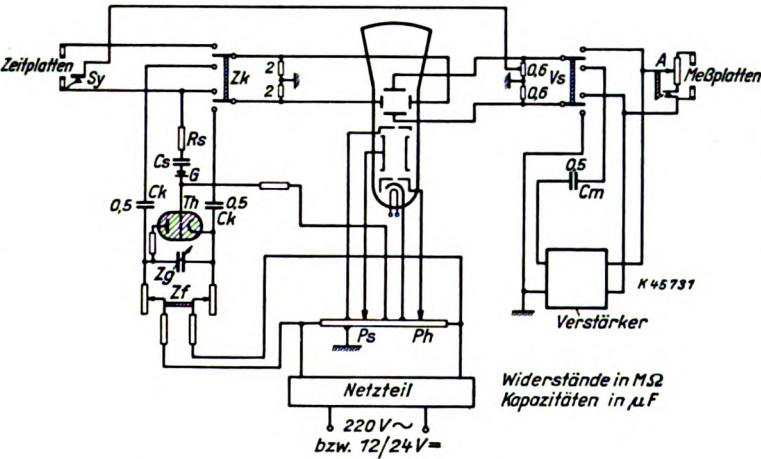 Zeitplatten
Sy
Zk
2
2
0,6
0,6
Vs
A
Meßplatten
Rs
Cs
G
Ck
0,5
Th
0,5
Ck
0,5
Cm
Zg
Zf
Ps
Ph
K 45737
Verstärker
Netzteil
220 V ~
bzw. 12/24 V =
Widerstände in MΩ
Kapazitäten in µF